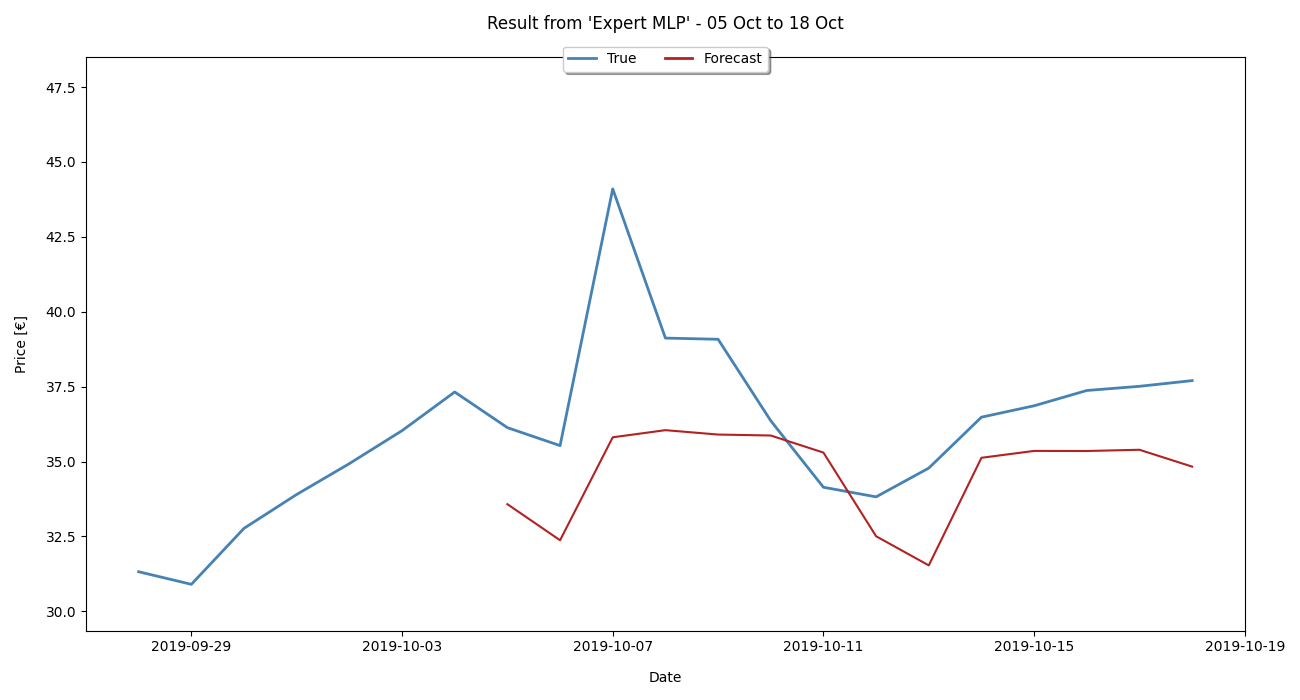 Result from 'Expert MLP' - 05 Oct to 18 Oct
True Forecast
47.5
45.0
42.5
40.0
37.5
35.0
32.5
30.0
Price [€]
2019-09-29 2019-10-03 2019-10-07 2019-10-11 2019-10-15 2019-10-19
Date